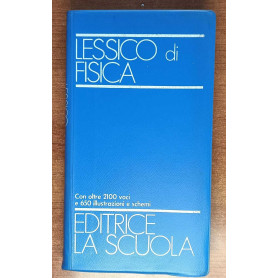 LESSICO di
FISICA
Con oltre 2100 voci
e 650 illustrazioni e schemi
EDITRICE
LA SCUOLA